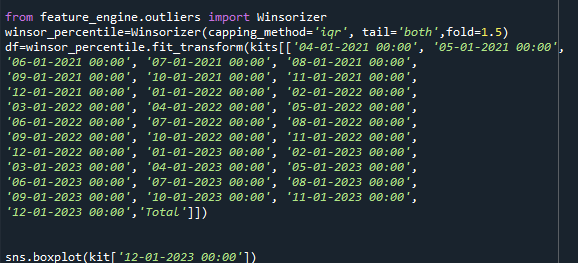 from feature_engine.outliers import Winsorizer
winsor_percentile=Winsorizer(capping_method='iqr', tail='both',fold=1.5)
df=winsor_percentile.fit_transform(kits[['04-01-2021 00:00', '05-01-2021 00:00',
'06-01-2021 00:00', '07-01-2021 00:00', '08-01-2021 00:00',
'09-01-2021 00:00', '10-01-2021 00:00', '11-01-2021 00:00',
'12-01-2021 00:00', '01-01-2022 00:00', '02-01-2022 00:00',
'03-01-2022 00:00', '04-01-2022 00:00', '05-01-2022 00:00',
'06-01-2022 00:00', '07-01-2022 00:00', '08-01-2022 00:00',
'09-01-2022 00:00', '10-01-2022 00:00', '11-01-2022 00:00',
'12-01-2022 00:00', '01-01-2023 00:00', '02-01-2023 00:00',
'03-01-2023 00:00', '04-01-2023 00:00', '05-01-2023 00:00',
'06-01-2023 00:00', '07-01-2023 00:00', '08-01-2023 00:00',
'09-01-2023 00:00', '10-01-2023 00:00', '11-01-2023 00:00',
'12-01-2023 00:00','Total']])
sns.boxplot(kit['12-01-2023 00:00'])